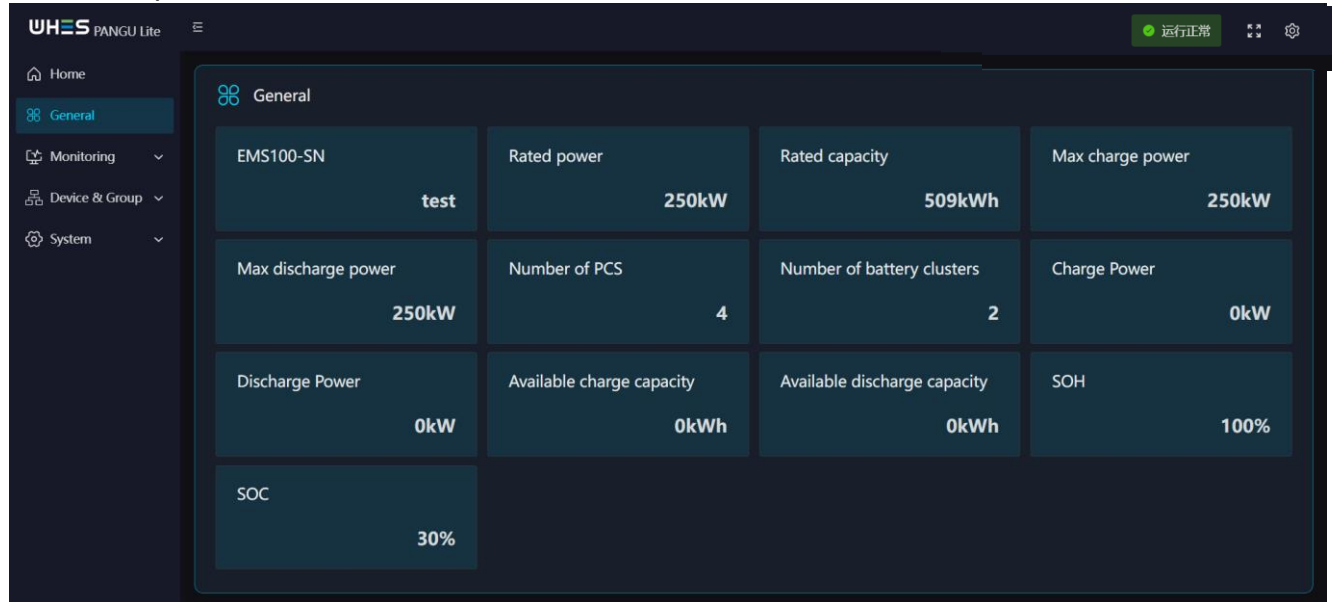 WHES PANGU Lite
运行正常
Home
General
Monitoring
Device & Group
System
General
EMS100-SN
test
Rated power
250kW
Rated capacity
509kWh
Max charge power
250kW
Max discharge power
250kW
Number of PCS
4
Number of battery clusters
2
Charge Power
0kW
Discharge Power
0kW
Available charge capacity
0kWh
Available discharge capacity
0kWh
SOH
100%
SOC
30%